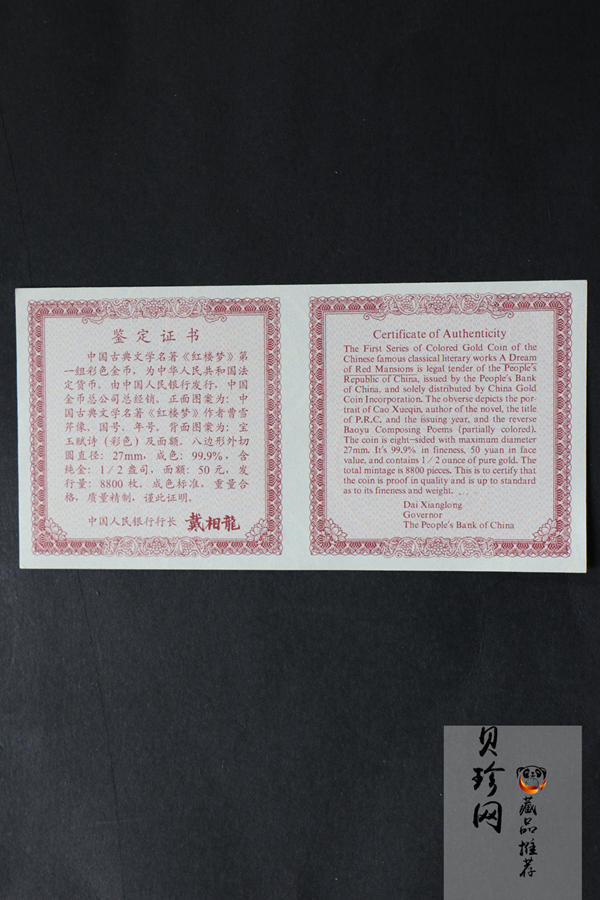 鉴定证书
中国古典文学名著《红楼梦》第
一组彩色金币，为中华人民共和国法
定货币，由中国人民银行发行，中国
金币总公司总经销，正面图案为：中
国古典文学名著《红楼梦》作者曹雪
芹像，国号、年号，背面图案为：宝
玉赋诗（彩色）及面额，八边形外切
圆直径：27mm，成色：99.9%，含
纯金：1/2盎司，面额：50元，发
行量：8800枚，成色标准，重量合
格，质量精制，谨此证明。
中国人民银行行长 戴相龍
Certificate of Authenticity
The First Series of Colored Gold Coin of the
Chinese famous classical literary works A Dream
of Red Mansions is legal tender of the People's
Republic of China, issued by the People's Bank
of China, and solely distributed by China Gold
Coin Incorporation. The obverse depicts the por-
trait of Cao Xueqin, author of the novel, the title
of P.R.C, and the issuing year, and the reverse
Baoyu Composing Poems (partially colored).
The coin is eight-sided with maximum diameter
27mm. It's 99.9% in fineness, 50 yuan in face
value, and contains 1/2 ounce of pure gold. The
total mintage is 8800 pieces. This is to certify that
the coin is proof in quality and is up to standard
as to its fineness and weight.
Dai Xianglong
Governor
The People's Bank of China
贝珍网
藏品推荐